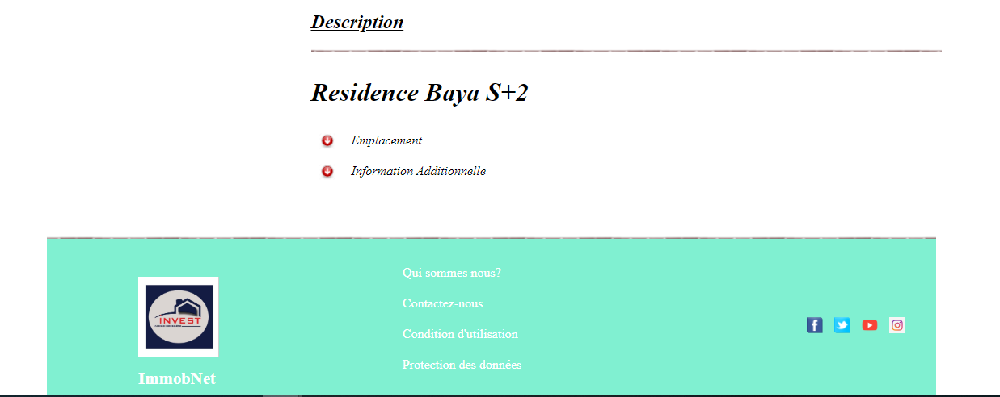 Description
Residence Baya S+2
Emplacement
Information Additionnelle
Qui sommes nous?
Contactez-nous
Condition d'utilisation
Protection des données
INVEST
ImmobNet